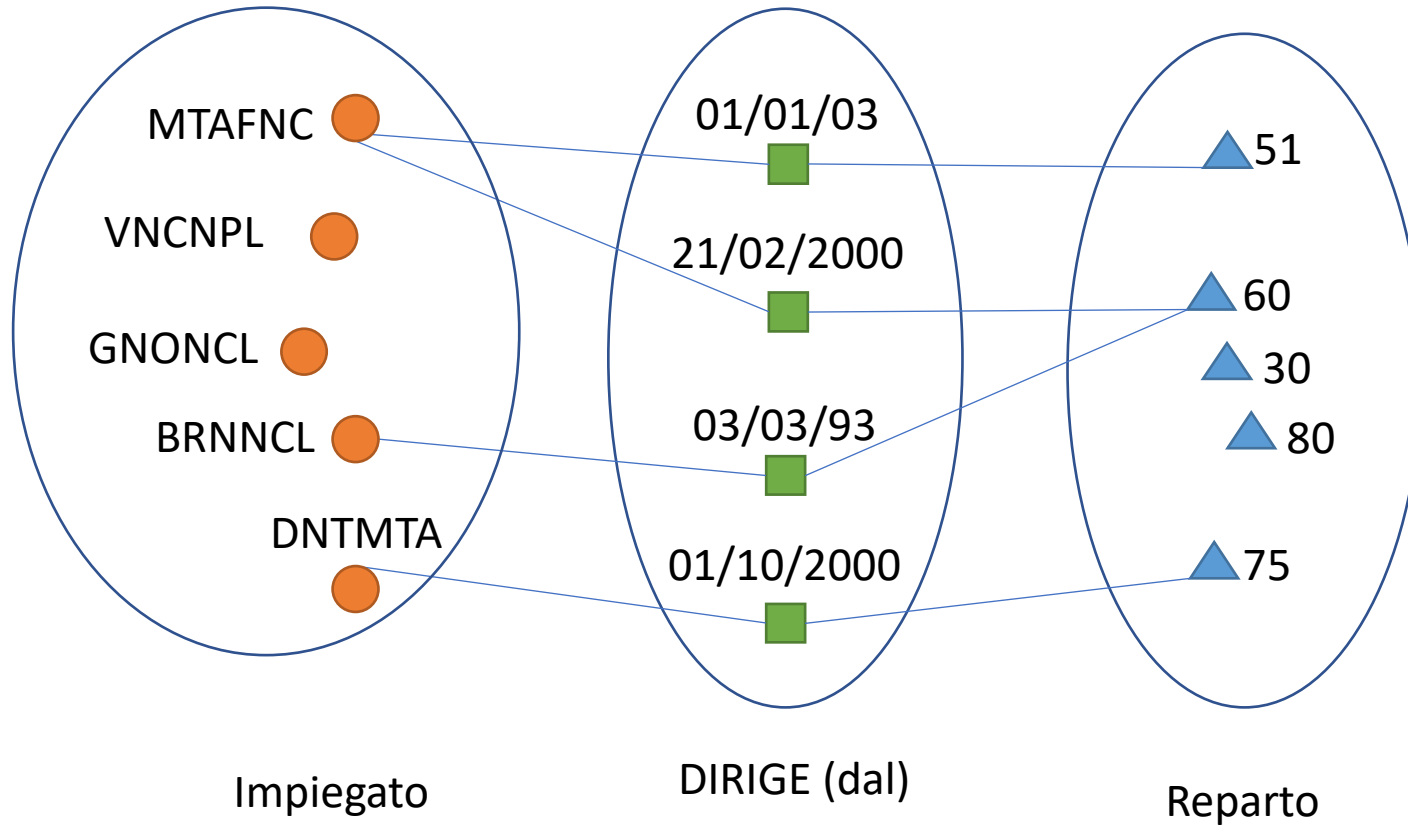 MTAFNC
VNCNPL
GNONCL
BRNNCL
DNTMTA
Impiegato
01/01/03
21/02/2000
03/03/93
01/10/2000
DIRIGE (dal)
51
60
30
80
75
Reparto